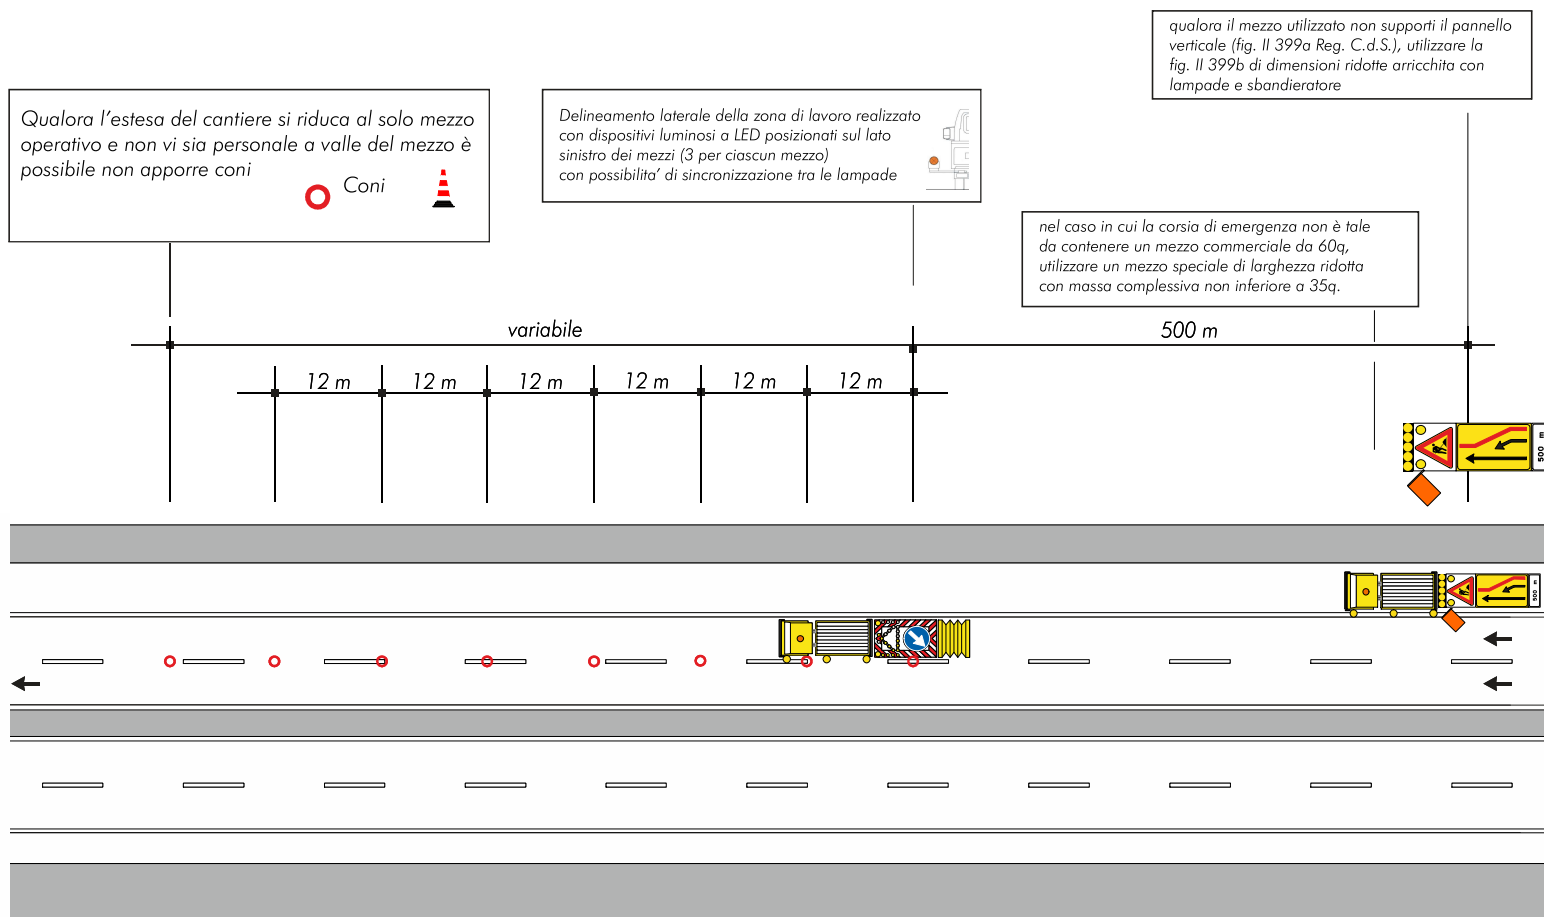 qualora il mezzo utilizzato non supporti il pannello
verticale (fig. II 399a Reg. C.d.S.), utilizzare la
fig. II 399b di dimensioni ridotte arricchita con
lampade e sbandieratore
Qualora l'estesa del cantiere si riduca al solo mezzo
operativo e non vi sia personale a valle del mezzo è
possibile non apporre coni
Coni
Delineamento laterale della zona di lavoro realizzato
con dispositivi luminosi a LED posizionati sul lato
sinistro dei mezzi (3 per ciascun mezzo)
con possibilita' di sincronizzazione tra le lampade
nel caso in cui la corsia di emergenza non è tale
da contenere un mezzo commerciale da 60q,
utilizzare un mezzo speciale di larghezza ridotta
con massa complessiva non inferiore a 35q.
variabile
500 m
12 m
12 m
12 m
12 m
12 m
12 m
500 m
500 m